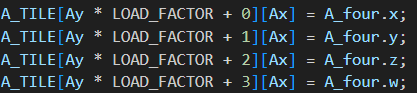 A_TILE[Ay * LOAD_FACTOR + 0][Ax] = A_four.x;
A_TILE[Ay * LOAD_FACTOR + 1][Ax] = A_four.y;
A_TILE[Ay * LOAD_FACTOR + 2][Ax] = A_four.z;
A_TILE[Ay * LOAD_FACTOR + 3][Ax] = A_four.w;